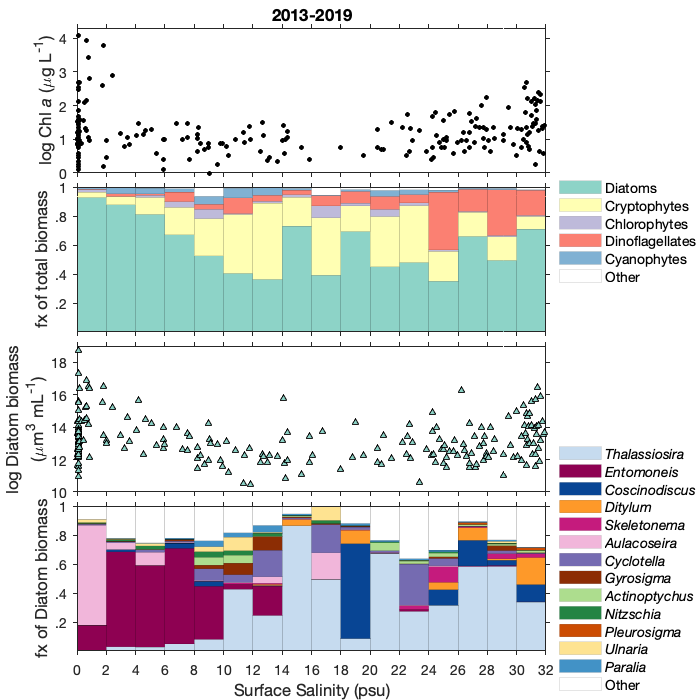 2013-2019
log Chl a (μg L⁻¹)
4
3
2
1
0
fx of total biomass
1
.8
.6
.4
.2
Diatoms
Cryptophytes
Chlorophytes
Dinoflagellates
Cyanophytes
Other
log Diatom biomass
(μm³ mL⁻¹)
18
16
14
12
10
fx of Diatom biomass
1
.8
.6
.4
.2
Thalassiosira
Entomoneis
Coscinodiscus
Ditylum
Skeletonema
Aulacoseira
Cyclotella
Gyrosigma
Actinoptychus
Nitzschia
Pleurosigma
Ulnaria
Paralia
Other
0 2 4 6 8 10 12 14 16 18 20 22 24 26 28 30 32
Surface Salinity (psu)